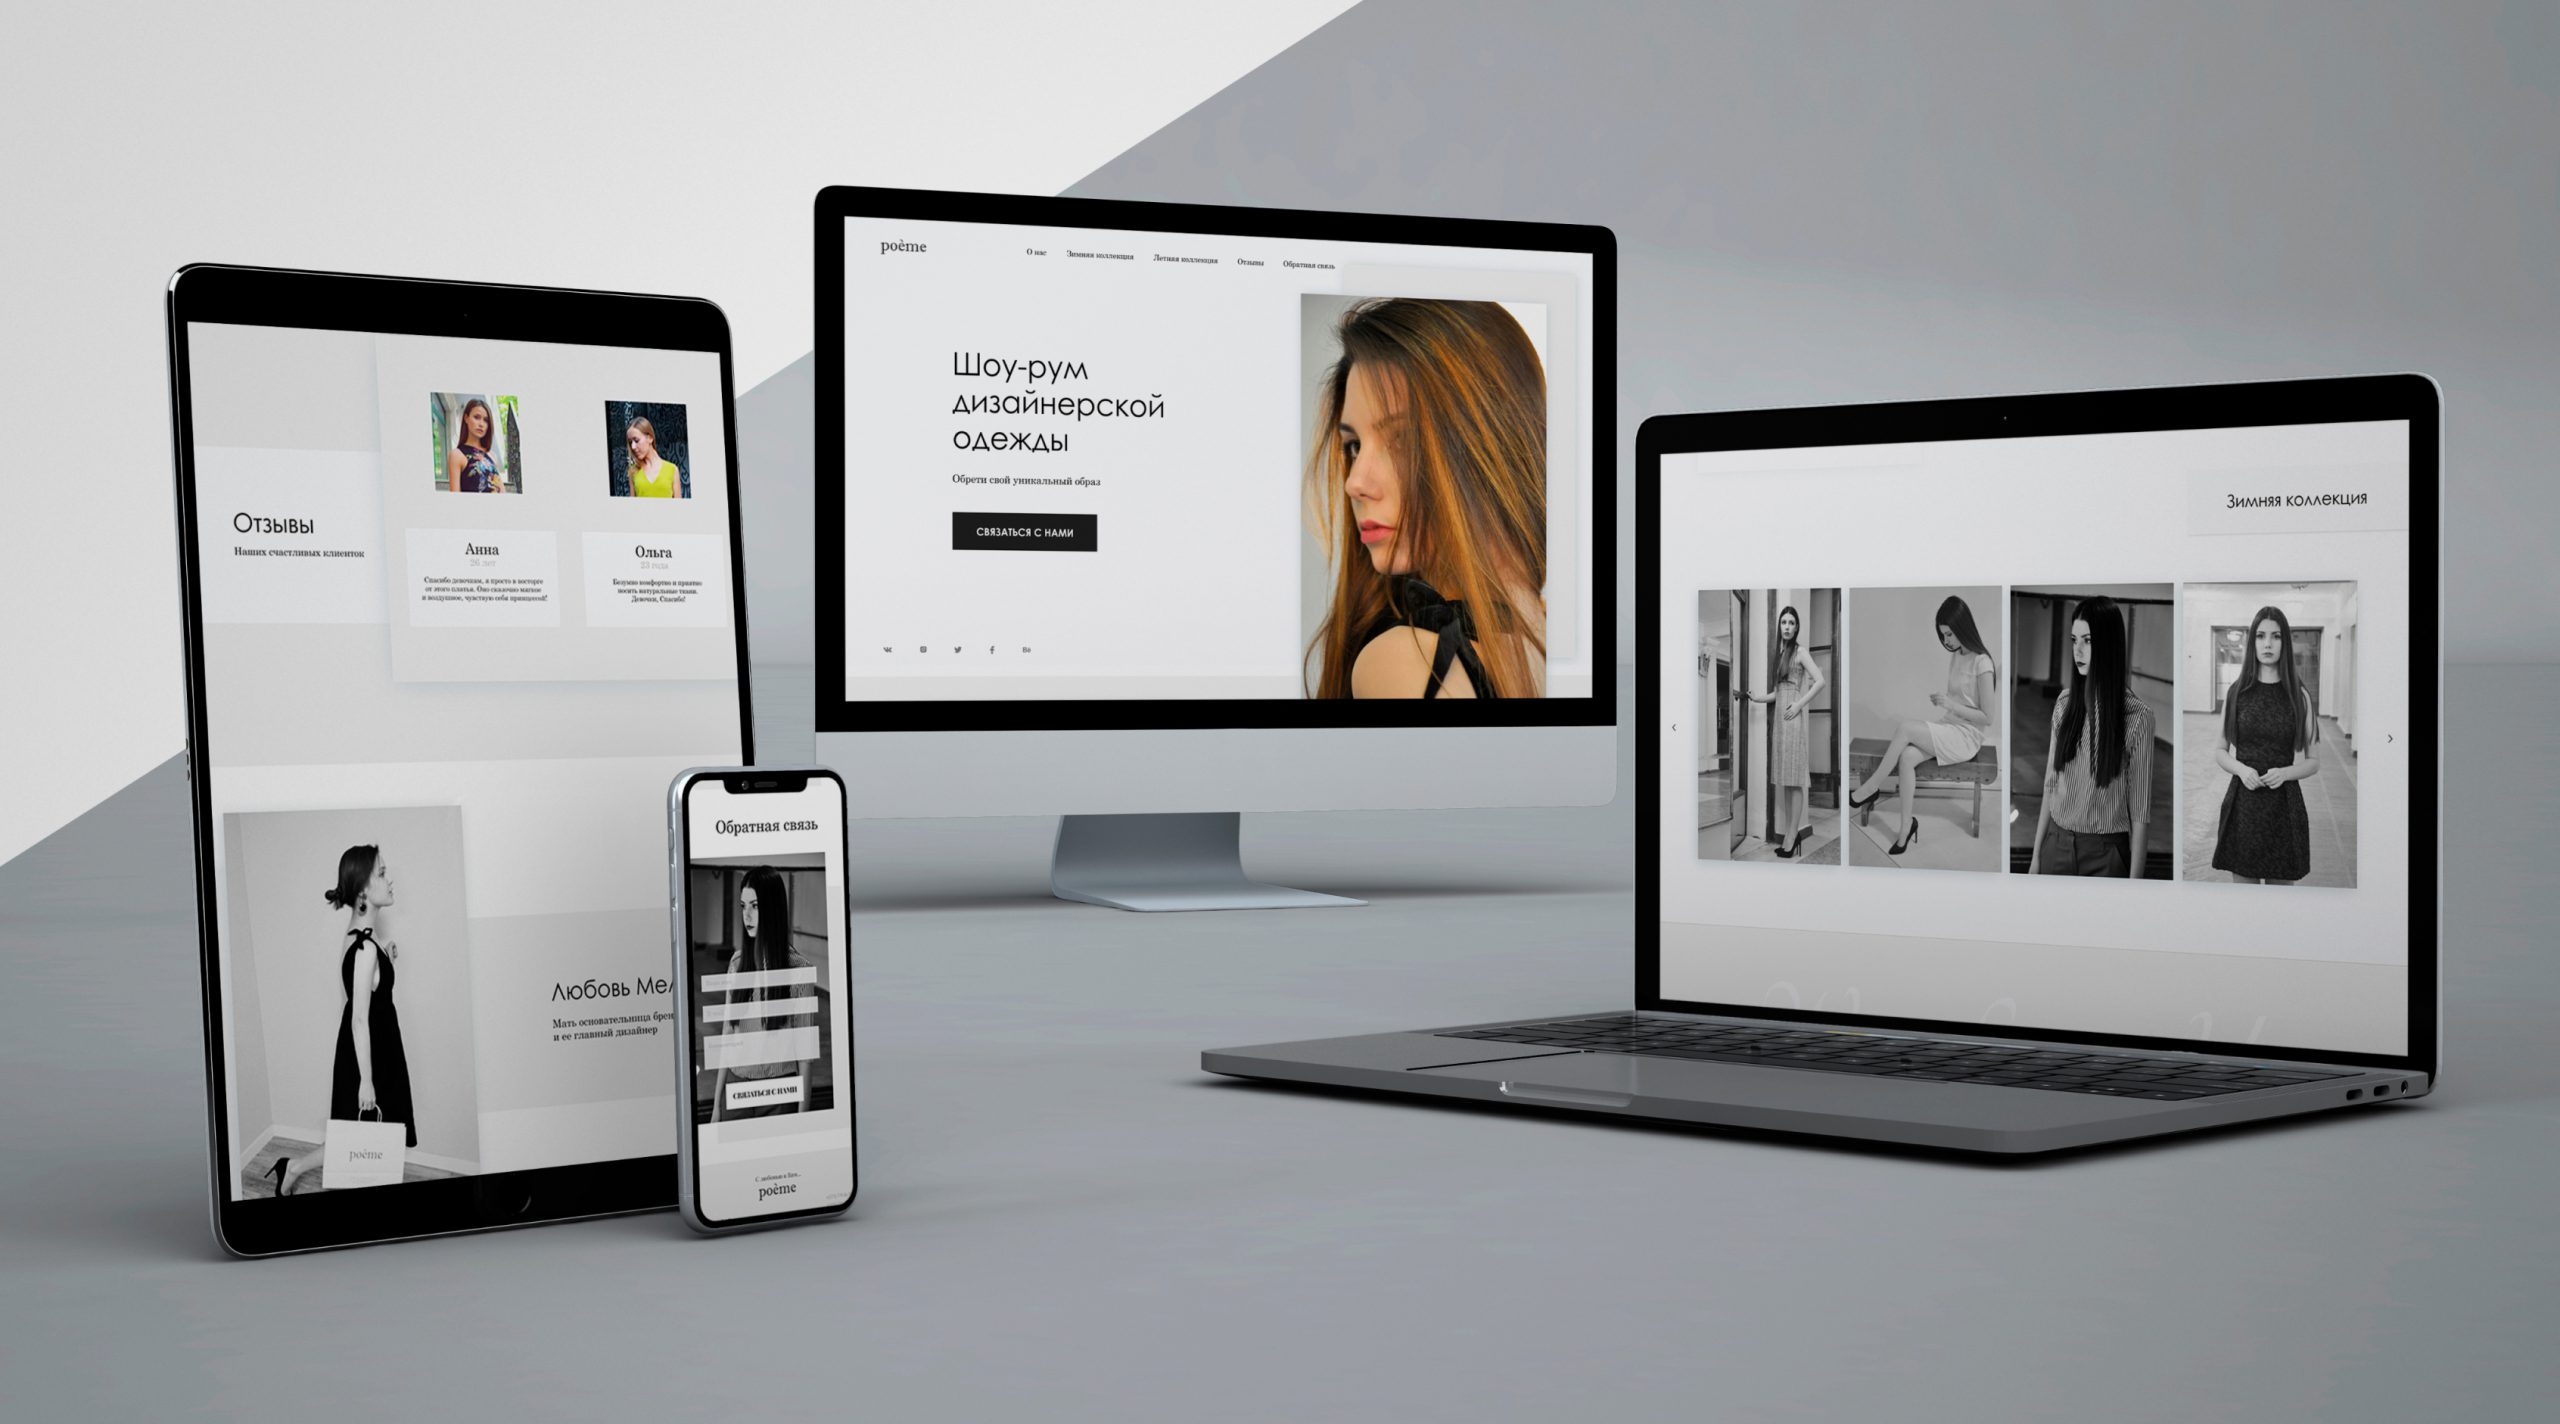 poème
О нас
Зимняя коллекция
Летняя коллекция
Отзывы
Обратная связь
Шоу-рум
дизайнерской
одежды
Обрети свой уникальный образ
СВЯЗАТЬСЯ С НАМИ
Bē
Отзывы
Наших счастливых клиенток
Анна
26 лет
Спасибо девочкам, я просто в восторге
от этого платья. Оно сказочно мягкое
и воздушное, чувствую себя принцессой!
Ольга
23 года
Безумно комфортно и приятно
носить натуральные ткани.
Девочки, Спасибо!
Любовь Мел
Мать основательница брен
и ее главный дизайнер
poème
Обратная связь
СВЯЗАТЬСЯ С НАМИ
С любовью к Вам...
poème
Зимняя коллекция